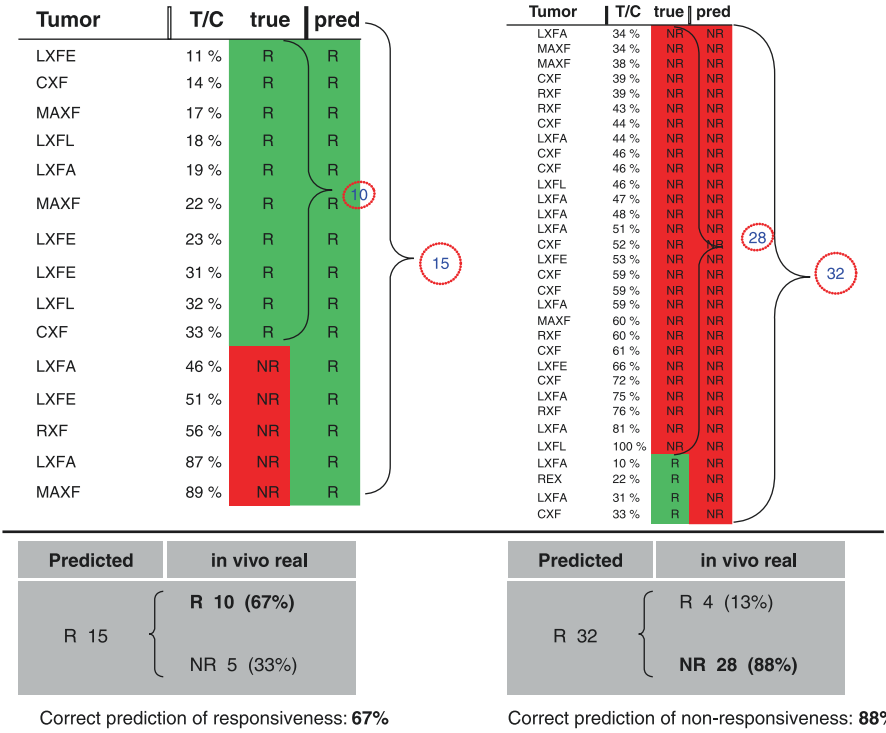 Tumor T/C true pred
LXFE 11 % R R
CXF 14 % R R
MAXF 17 % R R
LXFL 18 % R R
LXFA 19 % R R
MAXF 22 % R R
10
LXFE 23 % R R
LXFE 31 % R R
LXFL 32 % R R
CXF 33 % R R
LXFA 46 % NR R
LXFE 51 % NR R
RXF 56 % NR R
LXFA 87 % NR R
MAXF 89 % NR R
15
Tumor T/C true pred
LXFA 34 % NR NR
MAXF 34 % NR NR
MAXF 38 % NR NR
CXF 39 % NR NR
RXF 39 % NR NR
RXF 43 % NR NR
CXF 44 % NR NR
LXFA 44 % NR NR
CXF 46 % NR NR
CXF 46 % NR NR
LXFL 46 % NR NR
LXFA 47 % NR NR
LXFA 48 % NR NR
LXFA 51 % NR NR
CXF 52 % NR NR
LXFE 53 % NR NR
CXF 59 % NR NR
CXF 59 % NR NR
LXFA 59 % NR NR
MAXF 60 % NR NR
RXF 60 % NR NR
CXF 61 % NR NR
LXFE 66 % NR NR
CXF 72 % NR NR
LXFA 75 % NR NR
RXF 76 % NR NR
LXFA 81 % NR NR
LXFL 100 % NR NR
LXFA 10 % R NR
REX 22 % R NR
LXFA 31 % R NR
CXF 33 % R NR
28
32
Predicted in vivo real
R 10 (67%)
R 15
NR 5 (33%)
Correct prediction of responsiveness: 67%
Predicted in vivo real
R 4 (13%)
R 32
NR 28 (88%)
Correct prediction of non-responsiveness: 88%